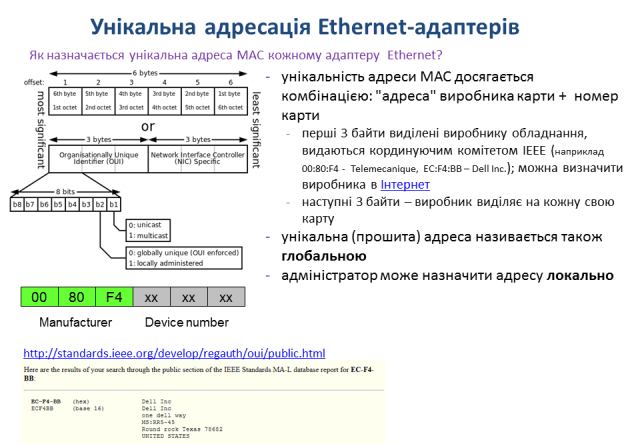 Унікальна адресація Ethernet-адаптерів
Як назначається унікальна адреса МАС кожному адаптеру Ethernet?
6 bytes
offset: 1 2 3 4 5 6
most significant
6th byte 5th byte 4th byte 3rd byte 2nd byte 1st byte
1st octet 2nd octet 3rd octet 4th octet 5th octet 6th octet
least significant
or
3 bytes 3 bytes
Organisationally Unique
Identifier (OUI)
Network Interface Controller
(NIC) Specific
8 bits
b8 b7 b6 b5 b4 b3 b2 b1
0: unicast
1: multicast
0: globally unique (OUI enforced)
1: locally administered
00 80 F4 xx xx xx
Manufacturer Device number
- унікальність адреси МАС досягається
комбінацією: "адреса" виробника карти + номер
карти
- перші 3 байти виділені виробнику обладнання,
видаються кординуючим комітетом IEEE (наприклад
00:80:F4 - Telemecanique, EC:F4:BB – Dell Inc.); можна визначити
виробника в Інтернет
- наступні 3 байти – виробник виділяє на кожну свою
карту
- унікальна (прошита) адреса називається також
глобальною
- адміністратор може назначити адресу локально
http://standards.ieee.org/develop/regauth/oui/public.html
Here are the results of your search through the public section of the IEEE Standards MA-L database report for EC-F4-
BB:
EC-F4-BB (hex) Dell Inc
ECF4BB (base 16) Dell Inc
one dell way
MS:RR5-45
Round rock Texas 78682
UNITED STATES